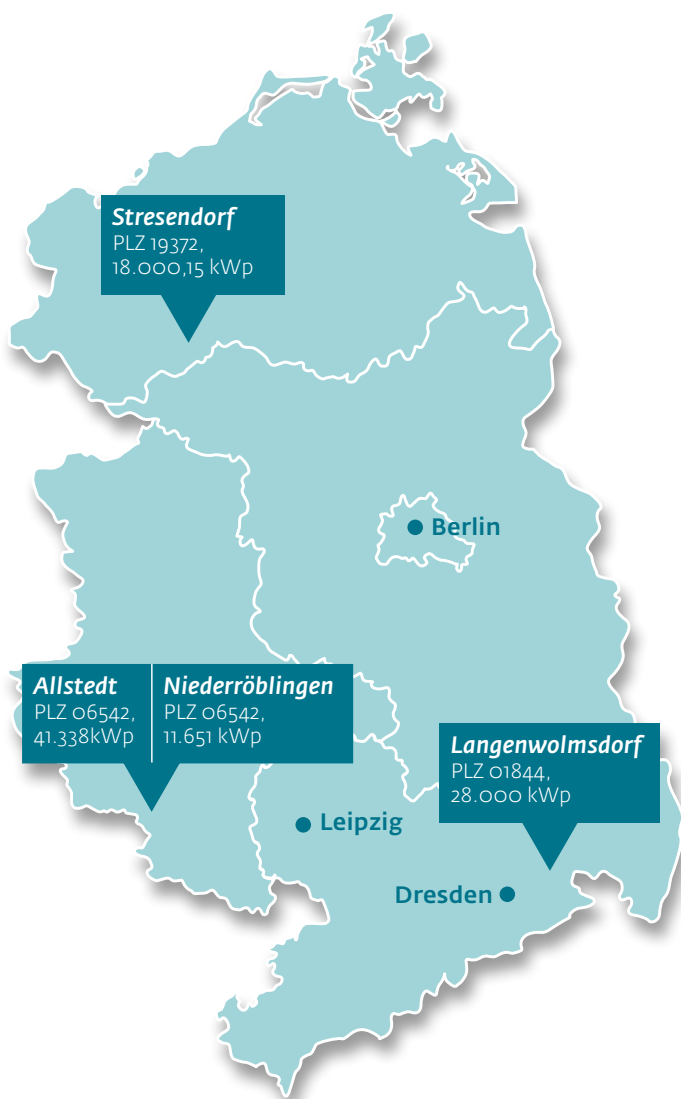 Stresendorf
PLZ 19372,
18.000,15 kWp
Berlin
Allstedt
PLZ 06542,
41.338kWp
Niederröblingen
PLZ 06542,
11.651 kWp
Langenwolmsdorf
PLZ 01844,
28.000 kWp
Leipzig
Dresden